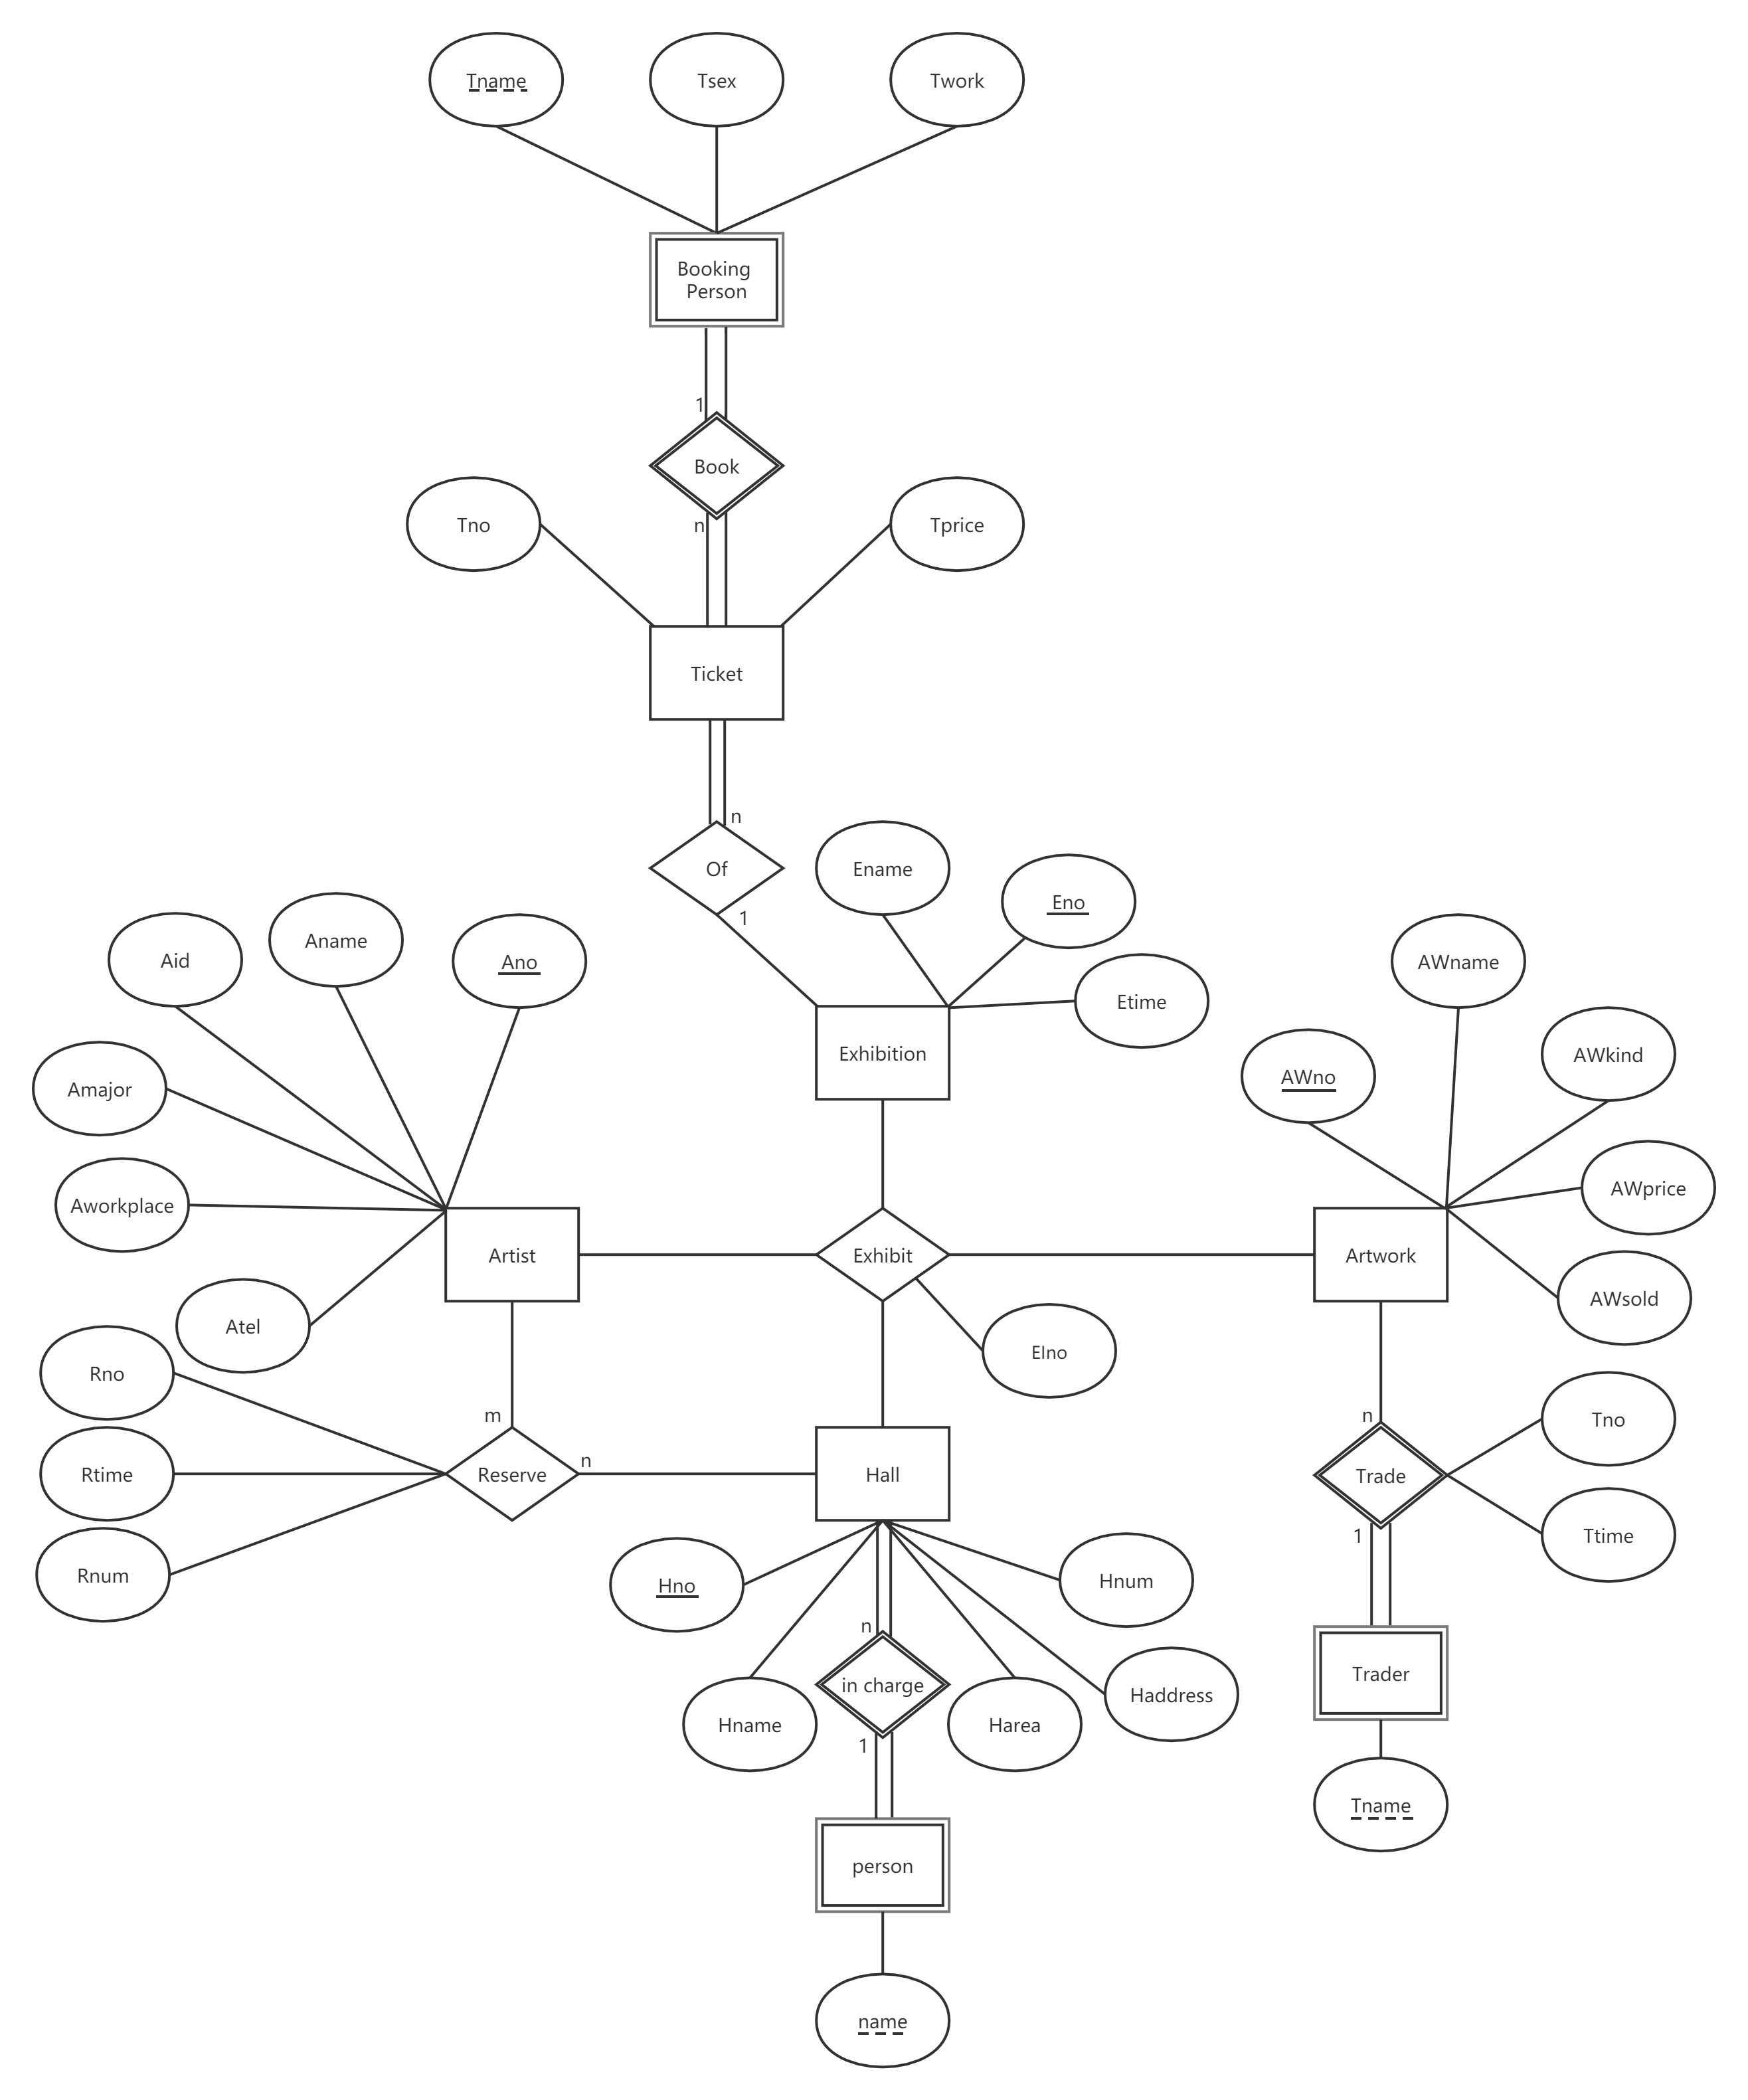 Tname
Tsex
Twork
Booking
Person
1
Book
n
Tno
Tprice
Ticket
n
Of
1
Ename
Eno
Etime
Exhibition
Aid
Aname
Ano
Amajor
Aworkplace
Atel
Artist
Exhibit
EIno
AWname
AWno
AWkind
AWprice
AWsold
Artwork
Rno
Rtime
Rnum
m
Reserve
n
Hall
n
Trade
1
Tno
Ttime
Hno
Hname
n
in charge
1
Harea
Haddress
Hnum
Trader
Tname
person
name